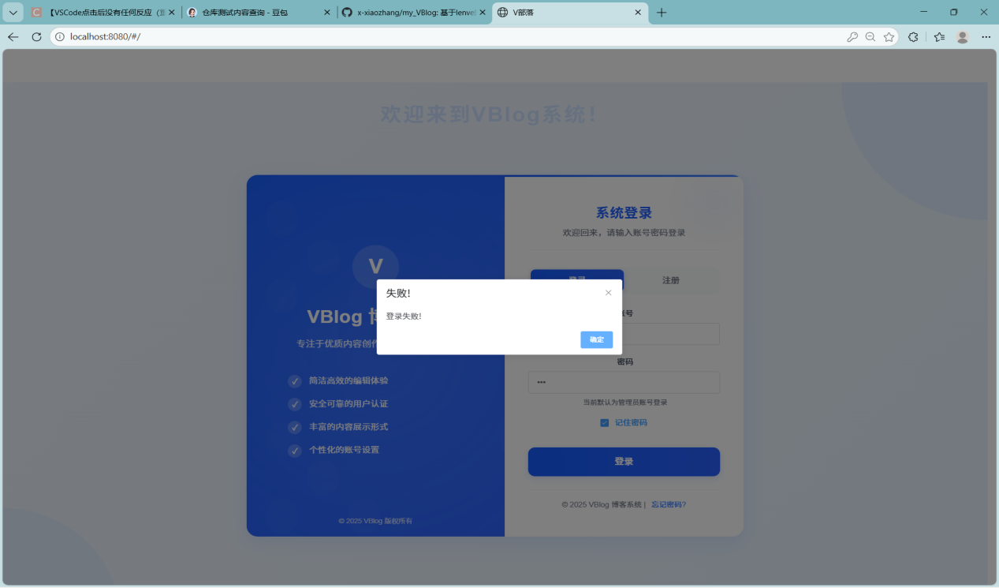 【VSCode点击后没有任何反应（
仓库测试内容查询 - 豆包
x-xiaozhang/my_VBlog: 基于lenve
V部落
localhost:8080/#/
欢迎来到VBlog系统!
V
VBlog
专注于优质内容创作
简洁高效的编辑体验
安全可靠的用户认证
丰富的内容展示形式
个性化的账号设置
© 2025 VBlog 版权所有
系统登录
欢迎回来，请输入账号密码登录
登录
注册
失败!
登录失败!
确定
账号
密码
•••
当前默认为管理员账号登录
记住密码
登录
© 2025 VBlog 博客系统 | 忘记密码?